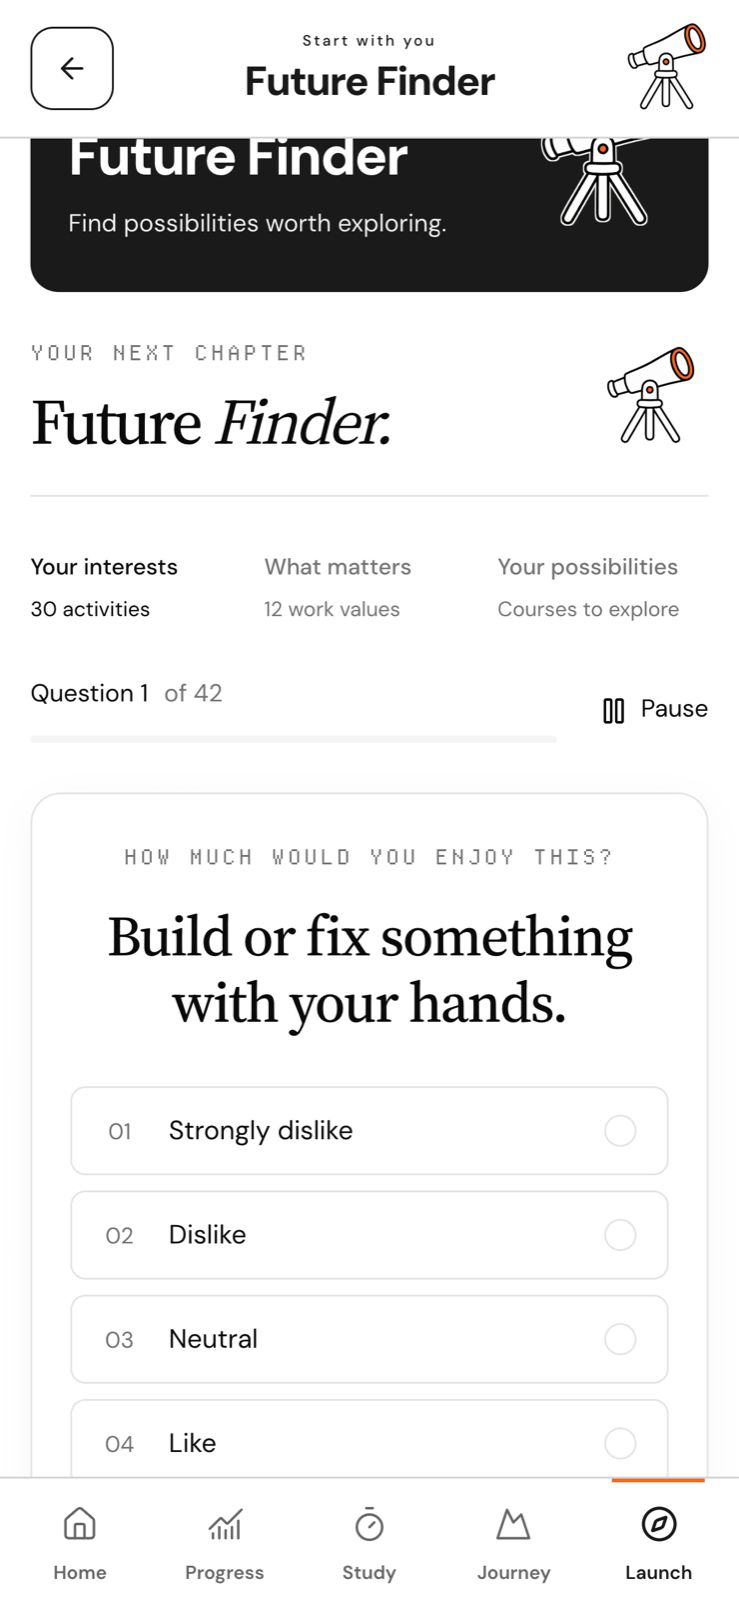 Start with you
Future Finder
Future Finder
Find possibilities worth exploring.
YOUR NEXT CHAPTER
Future Finder.
Your interests
30 activities
What matters
12 work values
Your possibilities
Courses to explore
Question 1 of 42
Pause
HOW MUCH WOULD YOU ENJOY THIS?
Build or fix something
with your hands.
01 Strongly dislike
02 Dislike
03 Neutral
04 Like
Home
Progress
Study
Journey
Launch